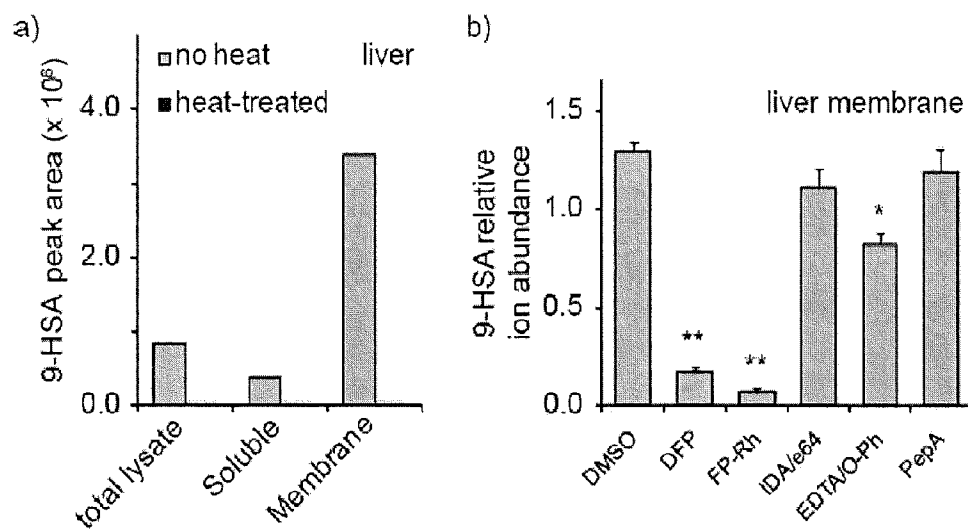 a)
9-HSA peak area (x 10⁶)
4.0
2.0
0.0
no heat liver
heat-treated
total lysate
Soluble
Membrane
b)
9-HSA relative
ion abundance
liver membrane
1.5
1.0
0.5
0.0
**
**
*
DMSO
DFP
FP-Rh
IDA/e64
EDTA/O-Ph
PepA